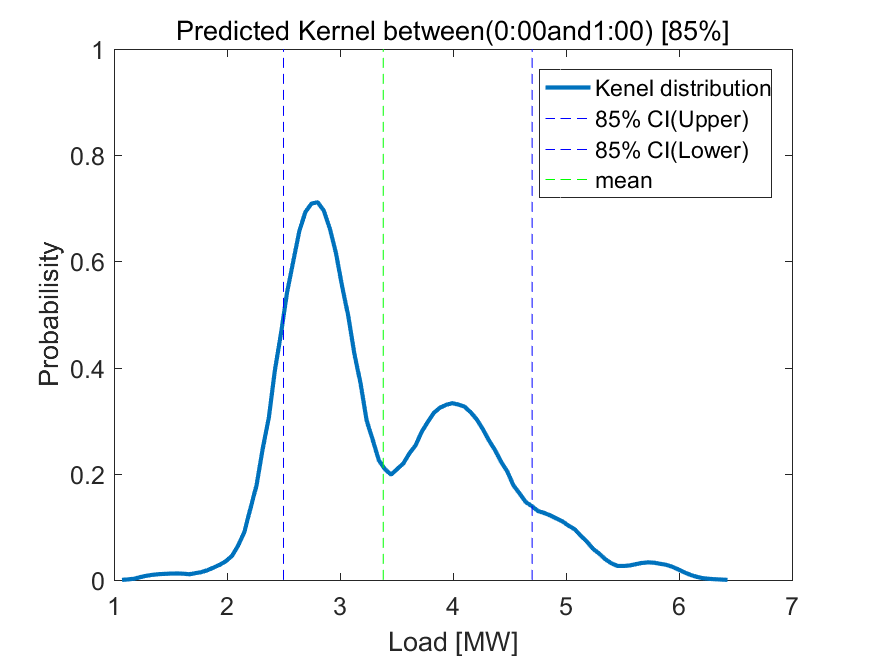 Predicted Kernel between(0:00and1:00) [85%]
1
0.8
0.6
0.4
0.2
0
Probabilisity
Kenel distribution
85% CI(Upper)
85% CI(Lower)
mean
1 2 3 4 5 6 7
Load [MW]